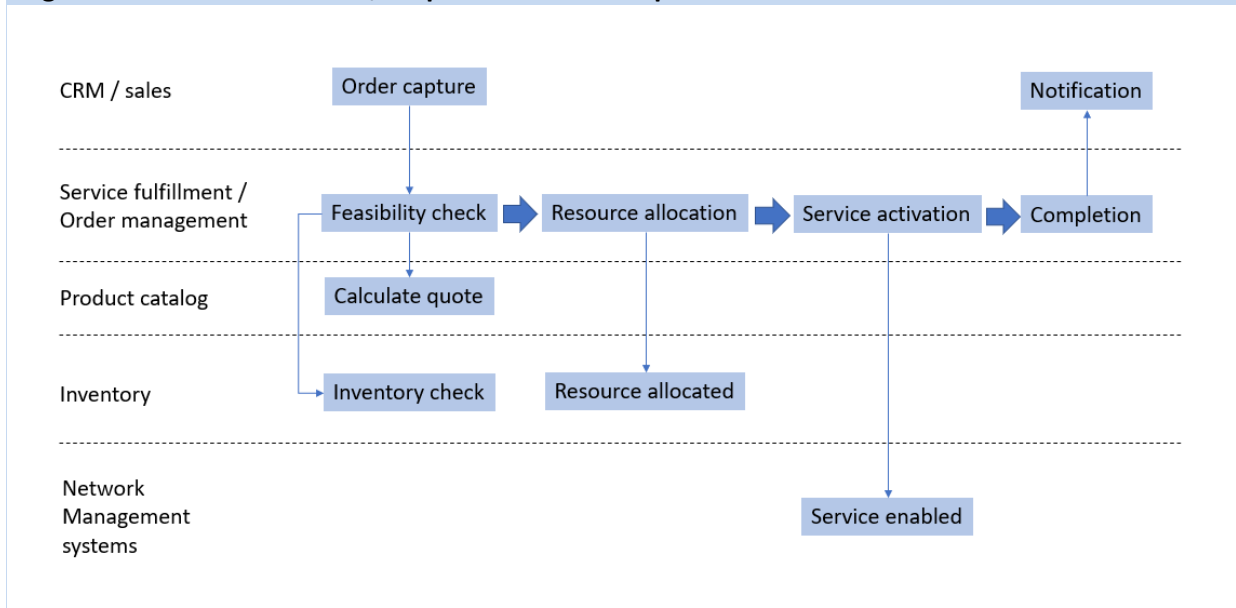 CRM / sales
Order capture
Notification
Service fulfillment /
Order management
Feasibility check
Resource allocation
Service activation
Completion
Product catalog
Calculate quote
Inventory
Inventory check
Resource allocated
Network
Management
systems
Service enabled